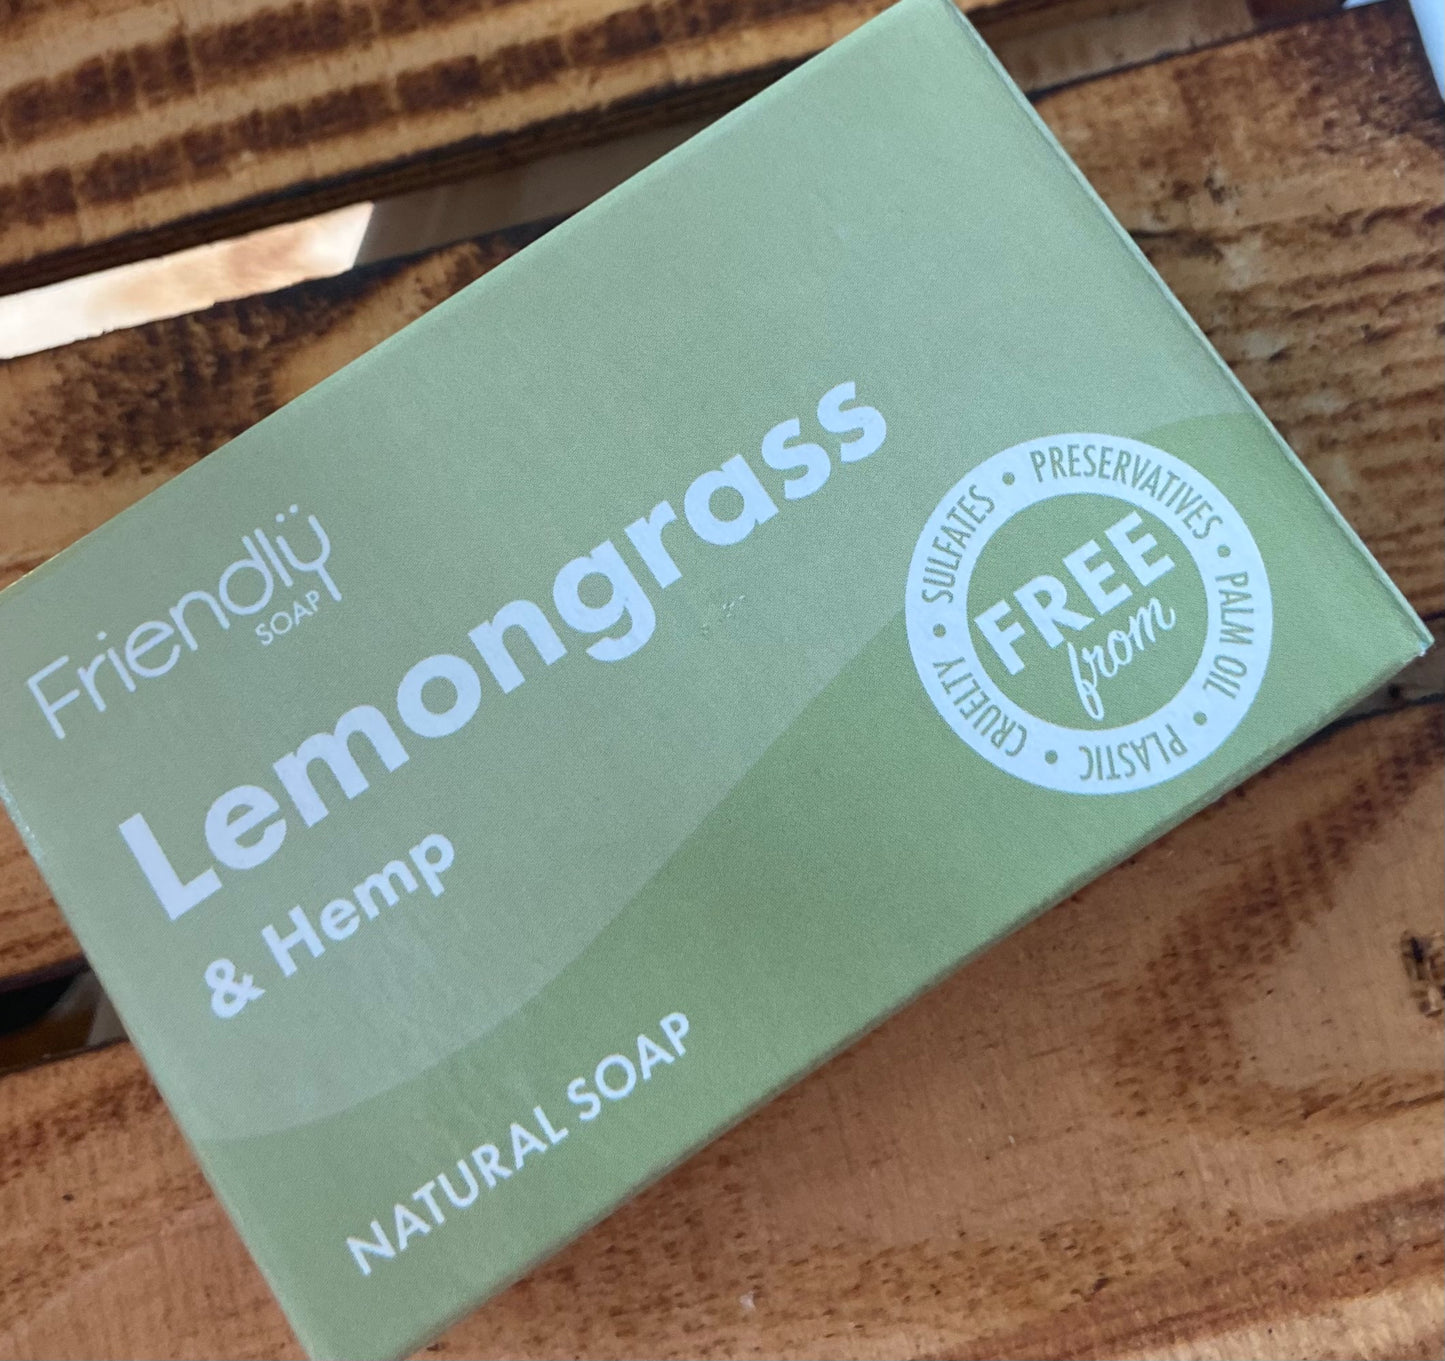 Friendlÿ
SOAP
Lemongrass
& Hemp
NATURAL SOAP
FREE
from
SULFATES • PRESERVATIVES • PALM OIL • PLASTIC • CRUELTY •